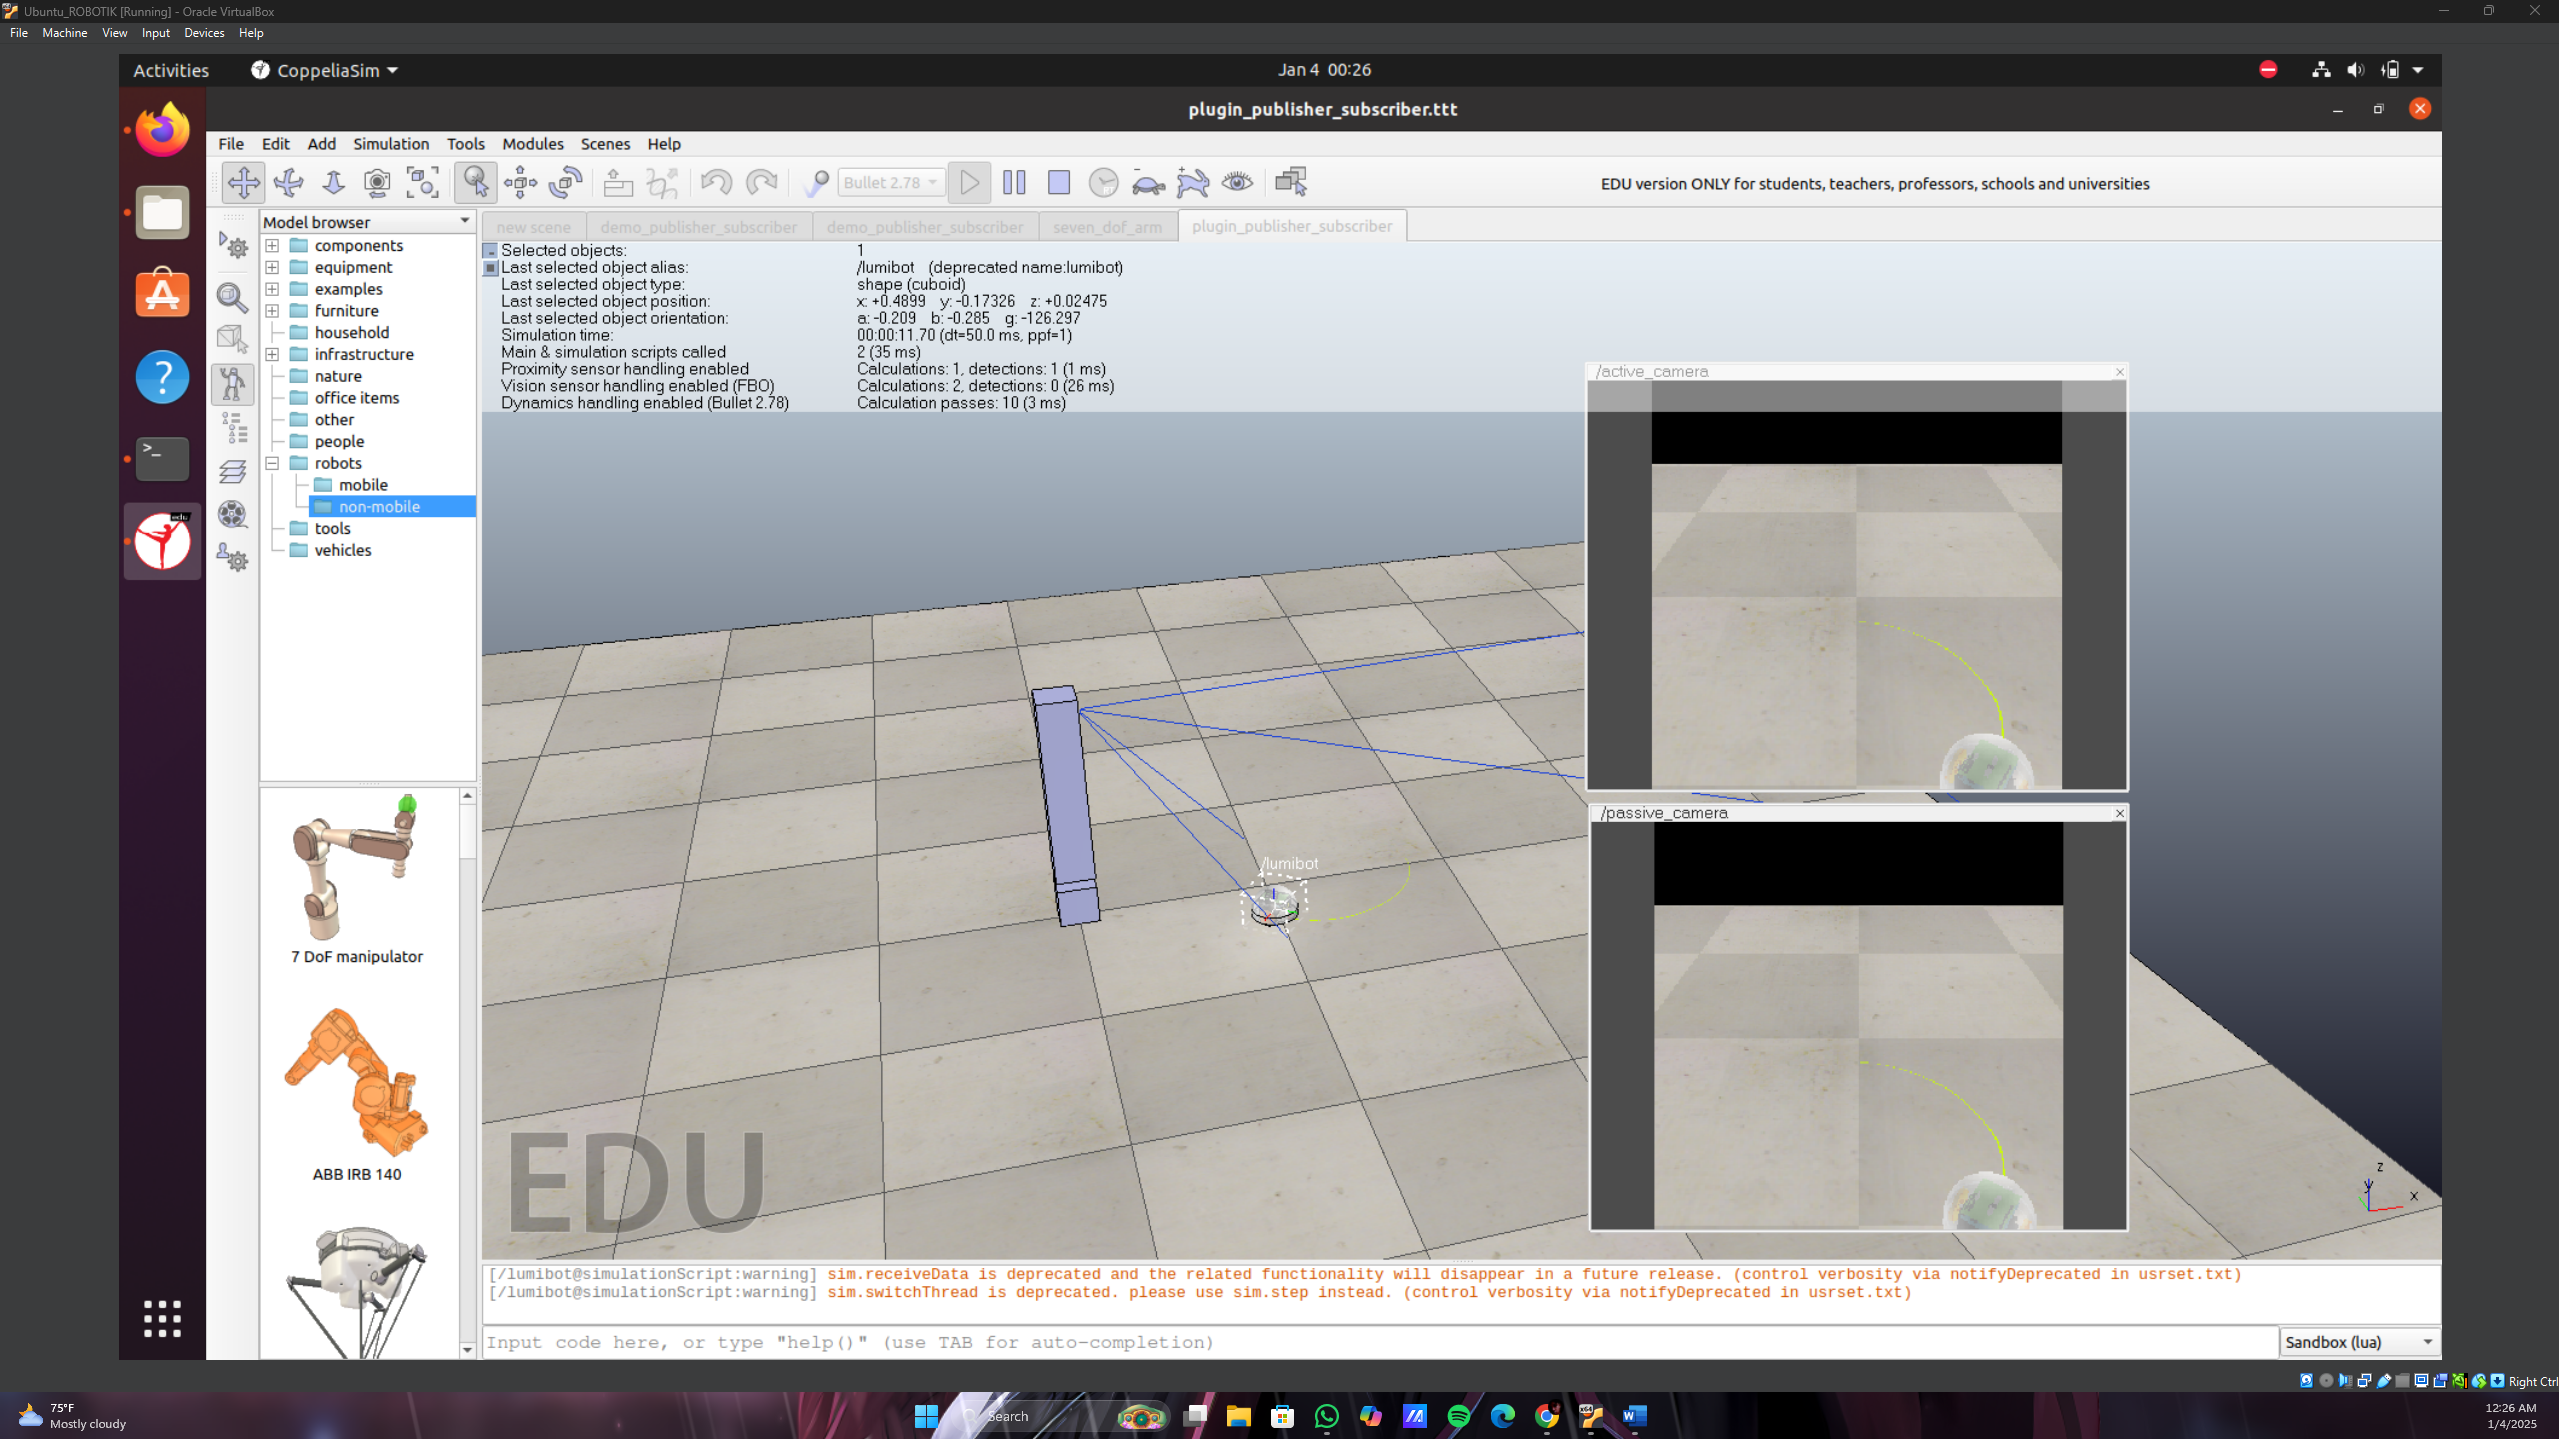 Ubuntu_ROBOTIK [Running] - Oracle VirtualBox
File Machine View Input Devices Help
Activities CoppeliaSim Jan 4 00:26
plugin_publisher_subscriber.ttt
File Edit Add Simulation Tools Modules Scenes Help
Bullet 2.78
EDU version ONLY for students, teachers, professors, schools and universities
Model browser
components
equipment
examples
furniture
household
infrastructure
nature
office items
other
people
robots
mobile
non-mobile
tools
vehicles
7 DoF manipulator
ABB IRB 140
new scene demo_publisher_subscriber demo_publisher_subscriber seven_dof_arm plugin_publisher_subscriber
Selected objects: 1
Last selected object alias: /lumibot (deprecated name:lumibot)
Last selected object type: shape (cuboid)
Last selected object position: x: +0.4899 y: -0.17326 z: +0.02475
Last selected object orientation: a: -0.209 b: -0.285 g: -126.297
Simulation time: 00:00:11.70 (dt=50.0 ms, ppf=1)
Main & simulation scripts called 2 (35 ms)
Proximity sensor handling enabled Calculations: 1, detections: 1 (1 ms)
Vision sensor handling enabled (FBO) Calculations: 2, detections: 0 (26 ms)
Dynamics handling enabled (Bullet 2.78) Calculation passes: 10 (3 ms)
/active_camera
/passive_camera
/lumibot
EDU
z
y
x
[/lumibot@simulationScript:warning] sim.receiveData is deprecated and the related functionality will disappear in a future release. (control verbosity via notifyDeprecated in usrset.txt)
[/lumibot@simulationScript:warning] sim.switchThread is deprecated. please use sim.step instead. (control verbosity via notifyDeprecated in usrset.txt)
Input code here, or type "help()" (use TAB for auto-completion)
Sandbox (lua)
Right Ctrl
75°F
Mostly cloudy
Search
12:26 AM
1/4/2025